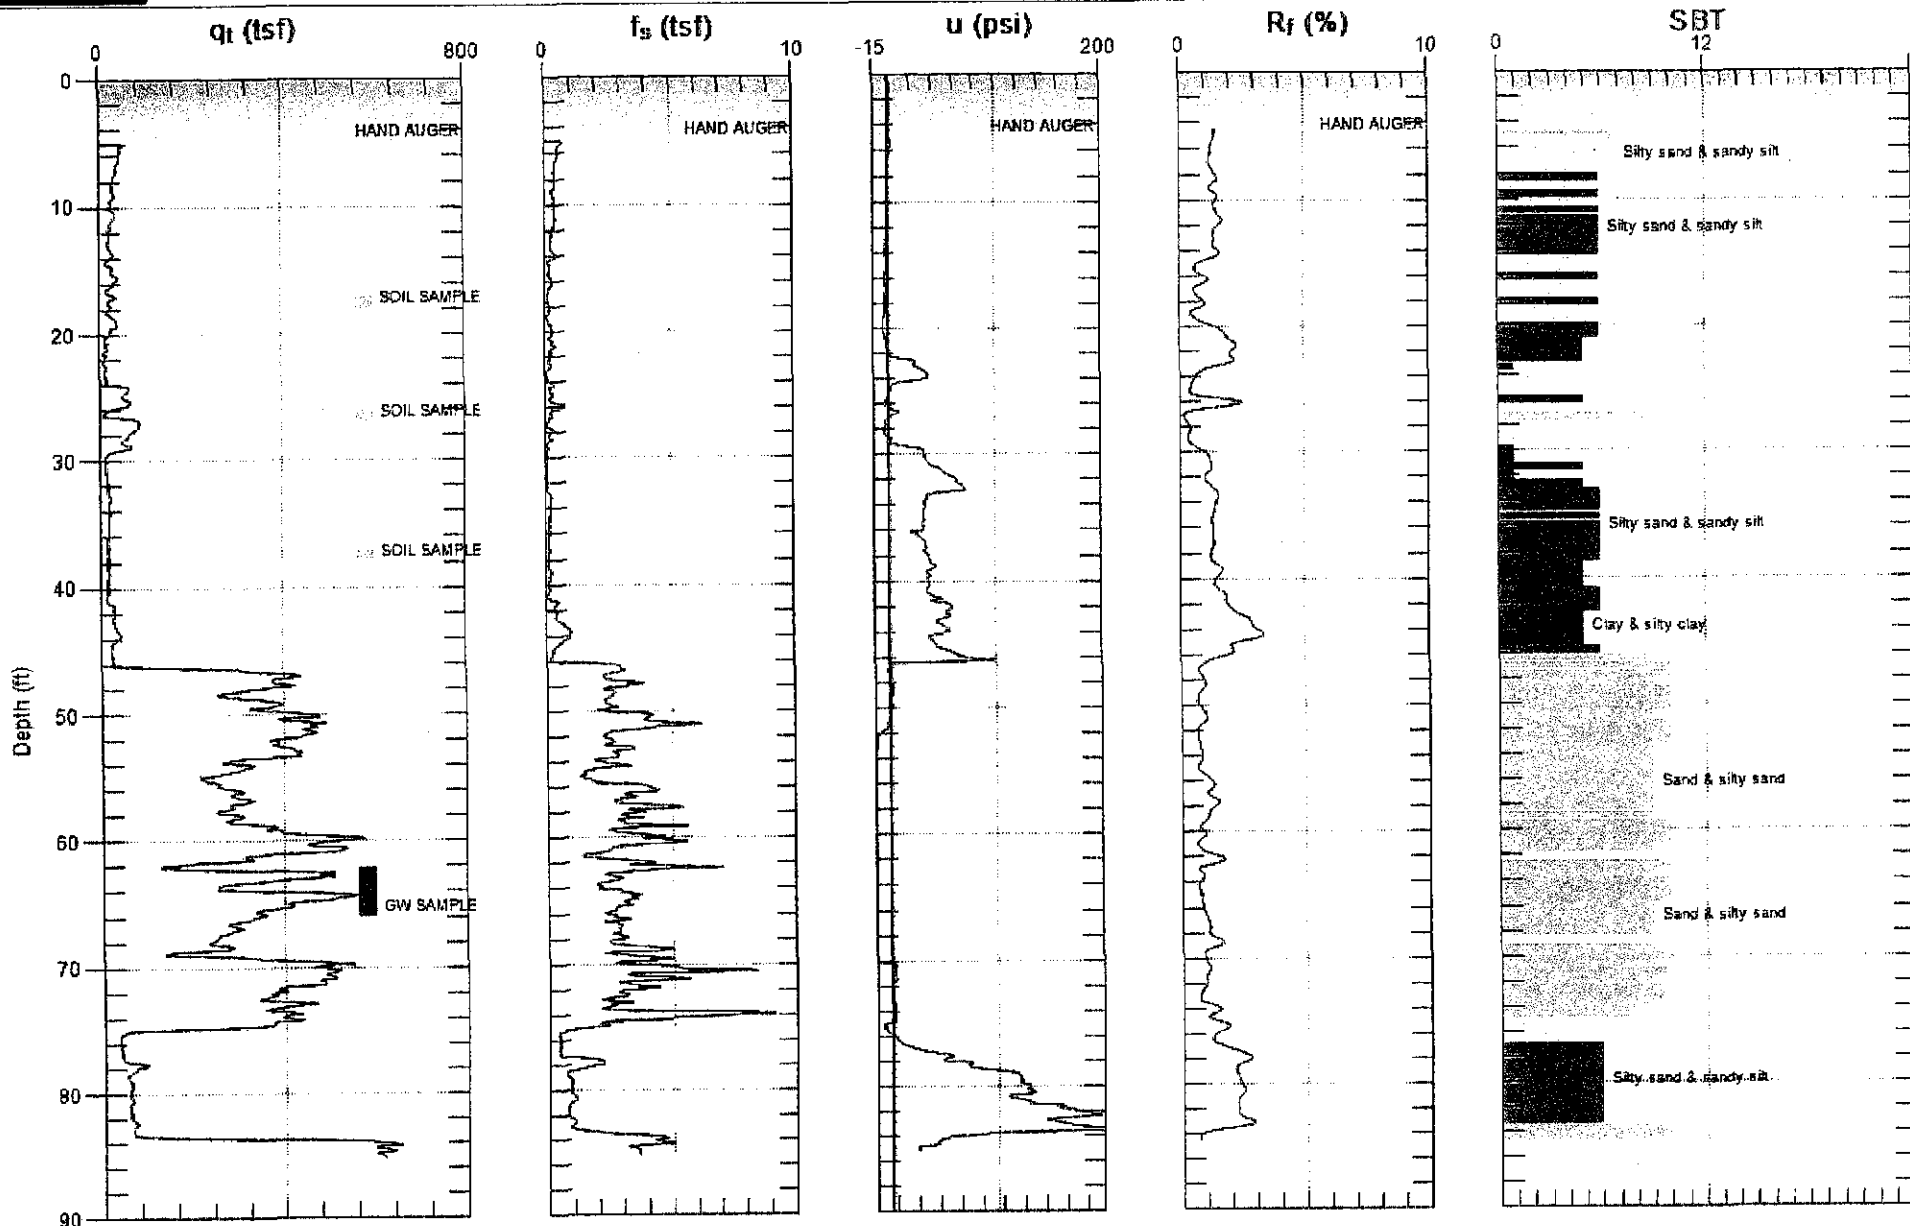 qt (tsf)
0 800
fs (tsf)
0 10
u (psi)
-15 200
Rf (%)
0 10
SBT
0 12
Depth (ft)
0
10
20
30
40
50
60
70
80
90
HAND AUGER
SOIL SAMPLE
SOIL SAMPLE
SOIL SAMPLE
GW SAMPLE
HAND AUGER
HAND AUGER
HAND AUGER
Silty sand & sandy silt
Silty sand & sandy silt
Silty sand & sandy silt
Clay & silty clay
Sand & silty sand
Sand & silty sand
Silty sand & sandy silt